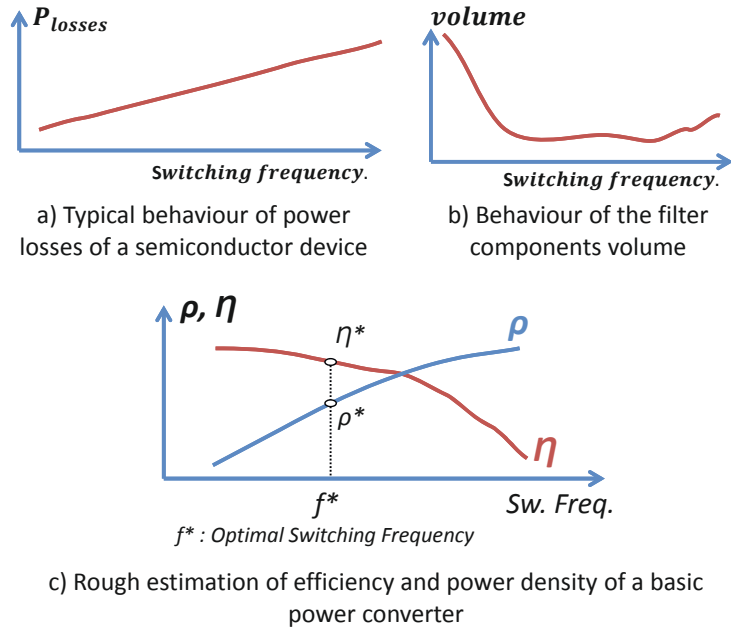 P_losses
Switching frequency.
a) Typical behaviour of power
losses of a semiconductor device
volume
Switching frequency.
b) Behaviour of the filter
components volume
ρ, η
η*
ρ
ρ*
η
f*
Sw. Freq.
f* : Optimal Switching Frequency
c) Rough estimation of efficiency and power density of a basic
power converter